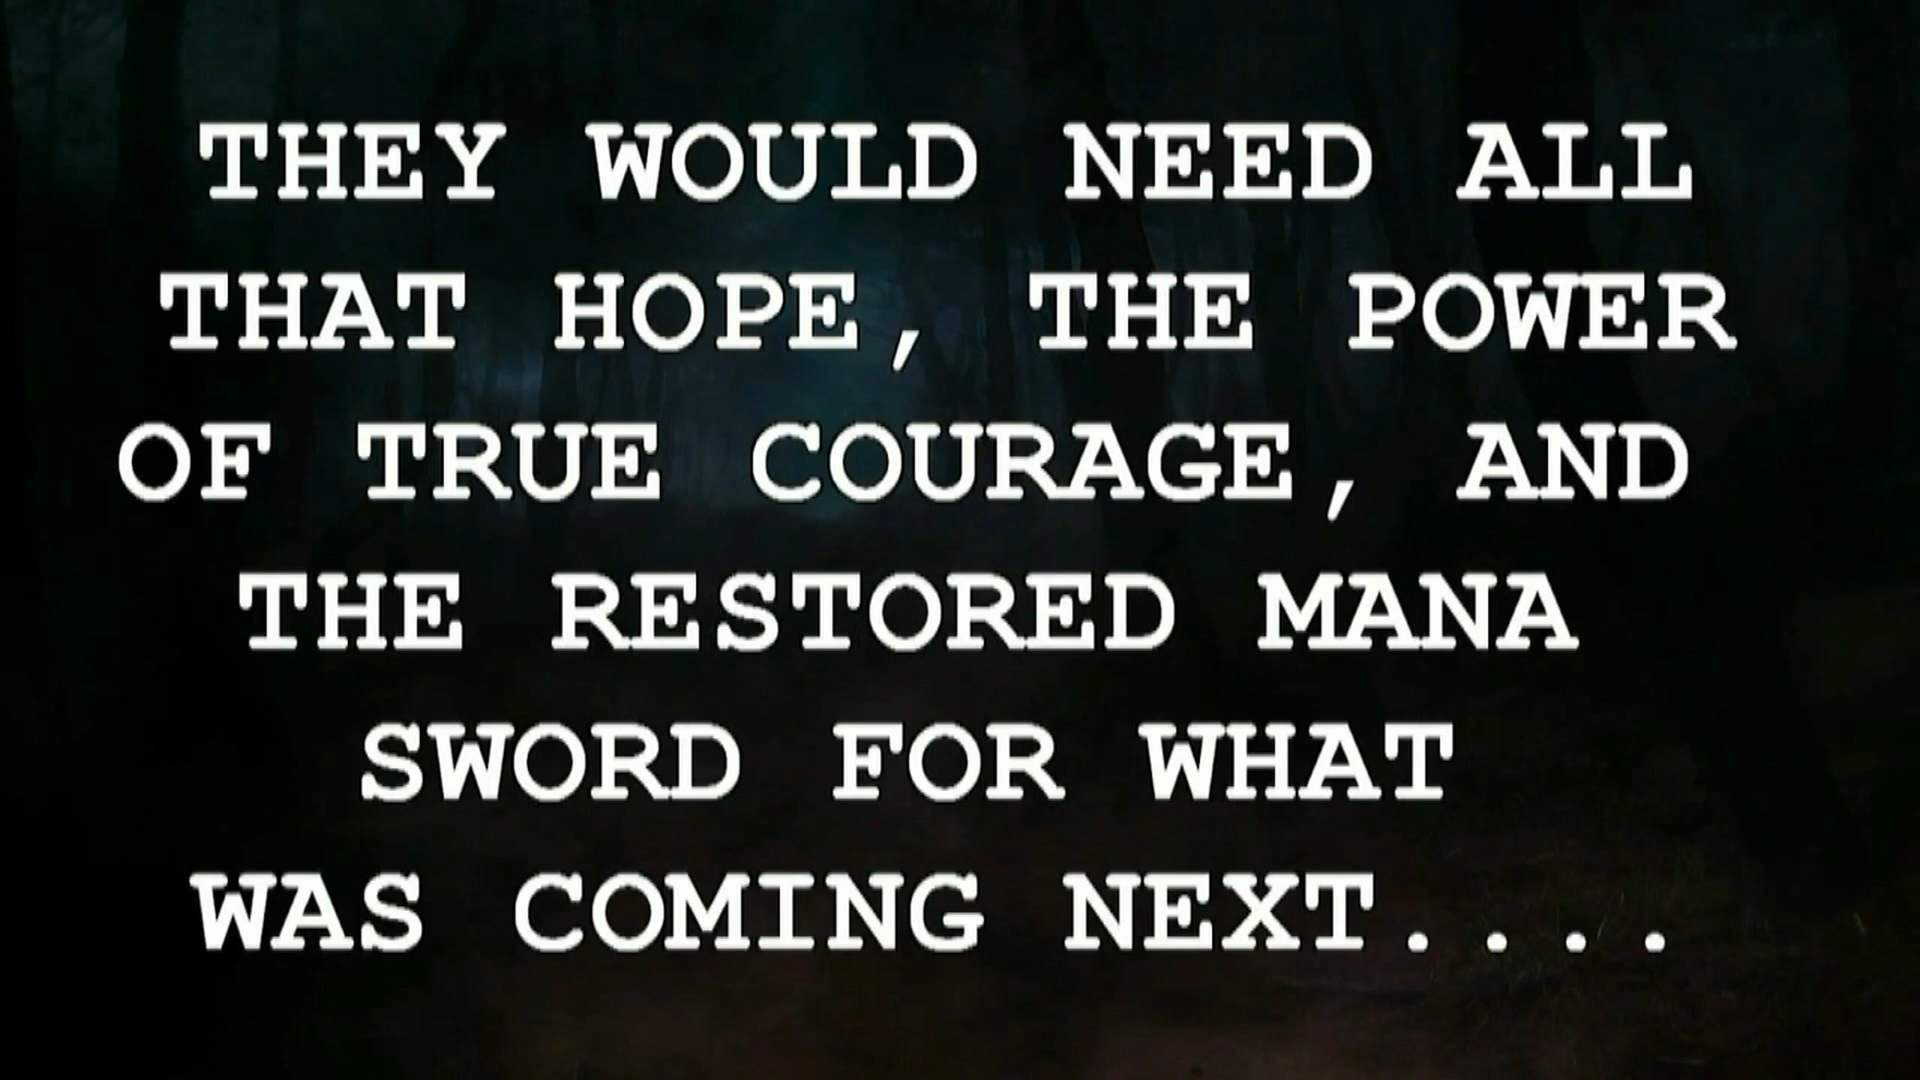 THEY WOULD NEED ALL
THAT HOPE, THE POWER
OF TRUE COURAGE, AND
THE RESTORED MANA
SWORD FOR WHAT
WAS COMING NEXT....